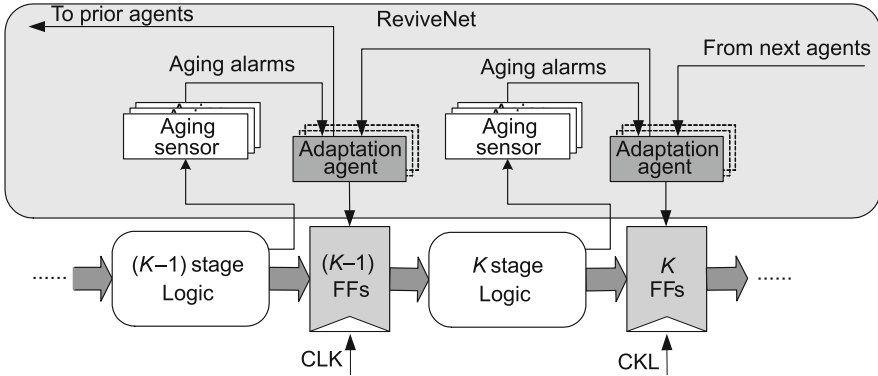 To prior agents
ReviveNet
From next agents
Aging alarms
Aging alarms
Aging
sensor
Adaptation
agent
Aging
sensor
Adaptation
agent
......
(K–1) stage
Logic
(K–1)
FFs
K stage
Logic
K
FFs
......
CLK
CKL